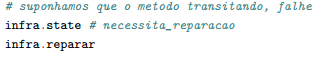 # suponhamos que o metodo transitando, falhe
infra.state # necessita_reparacao
infra.reparar